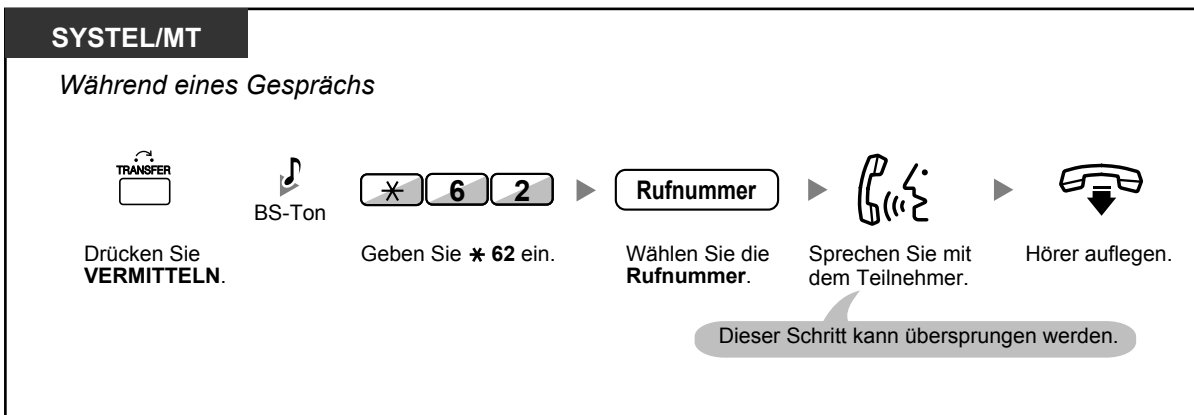 SYSTEL/MT
Während eines Gesprächs
TRANSFER
BS-Ton
* 6 2
Rufnummer
Drücken Sie
VERMITTELN.
Geben Sie * 62 ein.
Wählen Sie die
Rufnummer.
Sprechen Sie mit
dem Teilnehmer.
Hörer auflegen.
Dieser Schritt kann übersprungen werden.